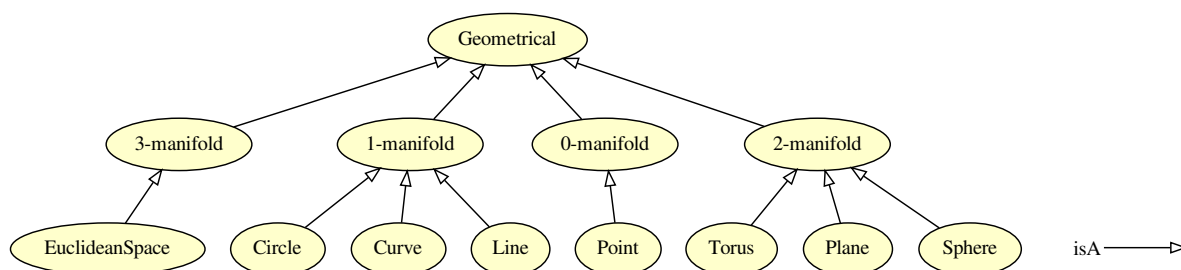 Geometrical
3-manifold 1-manifold 0-manifold 2-manifold
EuclideanSpace Circle Curve Line Point Torus Plane Sphere isA